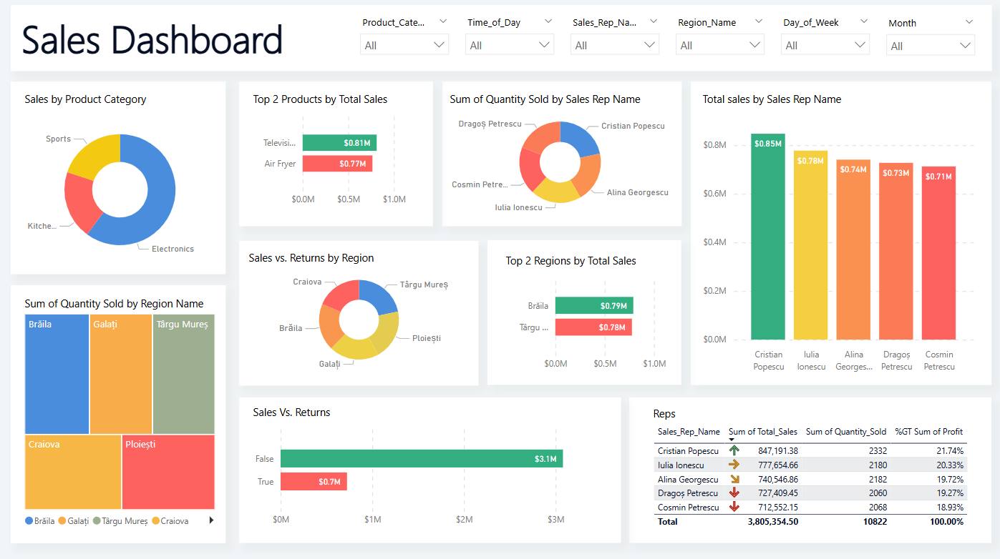 Sales Dashboard
Product_Cate...
Time_of_Day
Sales_Rep_Na...
Region_Name
Day_of_Week
Month
All
All
All
All
All
All
Sales by Product Category
Sports
Kitche...
Electronics
Top 2 Products by Total Sales
Televisi...
$0.81M
Air Fryer
$0.77M
$0.0M
$0.5M
$1.0M
Sum of Quantity Sold by Sales Rep Name
Dragoș Petrescu
Cristian Popescu
Cosmin Petre...
Alina Georgescu
Iulia Ionescu
Total sales by Sales Rep Name
$0.8M
$0.6M
$0.4M
$0.2M
$0.0M
$0.85M
$0.78M
$0.74M
$0.73M
$0.71M
Cristian
Popescu
Iulia
Ionescu
Alina
Georges...
Dragoș
Petrescu
Cosmin
Petrescu
Sales vs. Returns by Region
Craiova
Târgu Mureș
Brăila
Ploiești
Galați
Top 2 Regions by Total Sales
Brăila
$0.79M
Târgu ...
$0.78M
$0.0M
$0.5M
$1.0M
Sum of Quantity Sold by Region Name
Brăila
Galați
Târgu Mureș
Craiova
Ploiești
Brăila
Galați
Târgu Mureș
Craiova
Sales Vs. Returns
False
$3.1M
True
$0.7M
$0M
$1M
$2M
$3M
Reps
Sales_Rep_Name Sum of Total_Sales Sum of Quantity_Sold %GT Sum of Profit
Cristian Popescu 847,191.38 2332 21.74%
Iulia Ionescu 777,654.66 2180 20.33%
Alina Georgescu 740,546.86 2182 19.72%
Dragoș Petrescu 727,409.45 2060 19.27%
Cosmin Petrescu 712,552.15 2068 18.93%
Total 3,805,354.50 10822 100.00%